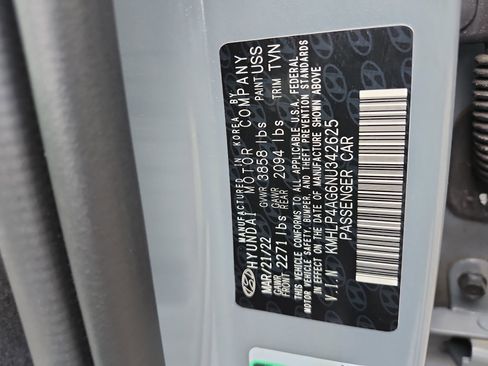 MANUFACTURED IN KOREA BY
HYUNDAI MOTOR COMPANY
MAR/21/22 GVWR 3858 lbs PAINT USS
GAWR FRONT 2271 lbs GAWR REAR 2094 lbs TRIM TVN
THIS VEHICLE CONFORMS TO ALL APPLICABLE U.S.A. FEDERAL
MOTOR VEHICLE SAFETY, BUMPER, AND THEFT PREVENTION STANDARDS
IN EFFECT ON THE DATE OF MANUFACTURE SHOWN ABOVE
V.I.N KMHLP4AG6NU342625
PASSENGER CAR